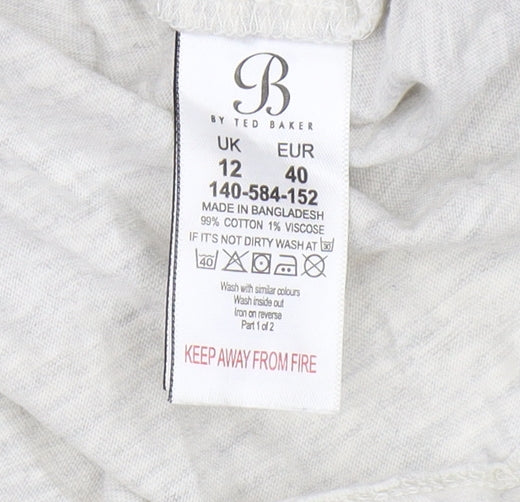 B
BY TED BAKER
UK EUR
12 40
140-584-152
MADE IN BANGLADESH
99% COTTON 1% VISCOSE
IF IT'S NOT DIRTY WASH AT 30
40
Wash with similar colours
Wash inside out
Iron on reverse
Part 1 of 2
KEEP AWAY FROM FIRE